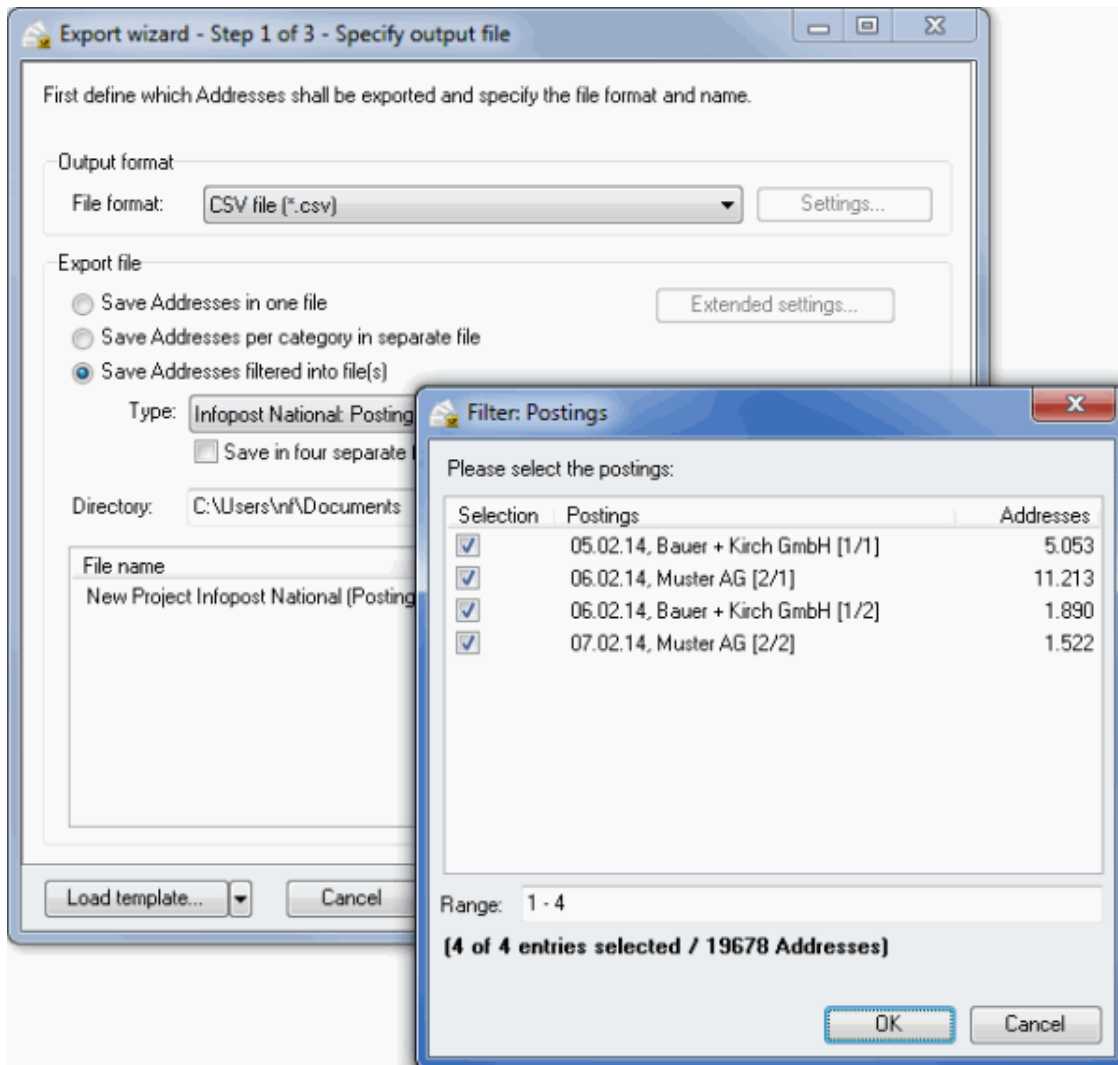 Export wizard - Step 1 of 3 - Specify output file
First define which Addresses shall be exported and specify the file format and name.
Output format
File format: CSV file (*.csv) Settings...
Export file
Save Addresses in one file Extended settings...
Save Addresses per category in separate file
Save Addresses filtered into file(s)
Type: Infopost National: Posting
Save in four separate
Directory: C:\Users\nf\Documents
File name
New Project Infopost National (Posting
Load template... Cancel
Filter: Postings
Please select the postings:
Selection Postings Addresses
05.02.14, Bauer + Kirch GmbH [1/1] 5.053
06.02.14, Muster AG [2/1] 11.213
06.02.14, Bauer + Kirch GmbH [1/2] 1.890
07.02.14, Muster AG [2/2] 1.522
Range: 1 - 4
(4 of 4 entries selected / 19678 Addresses)
OK Cancel